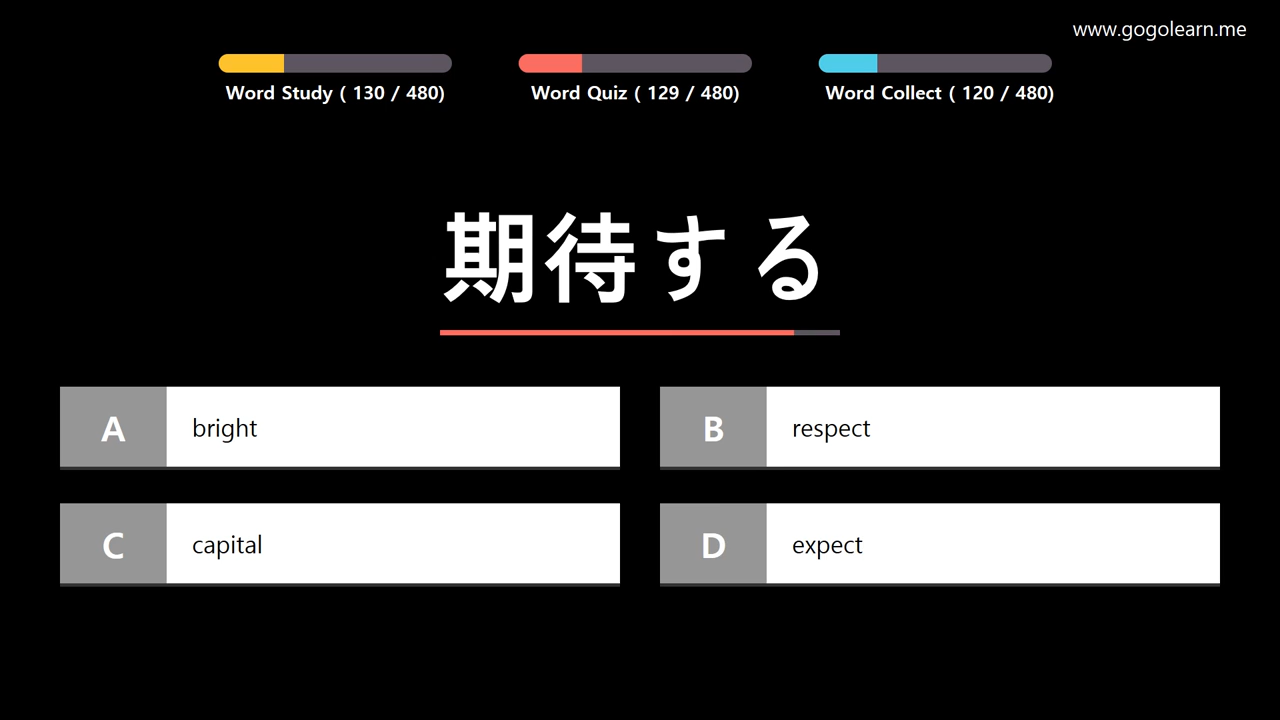 www.gogolearn.me
Word Study ( 130 / 480)
Word Quiz ( 129 / 480)
Word Collect ( 120 / 480)
期待する
A bright
B respect
C capital
D expect